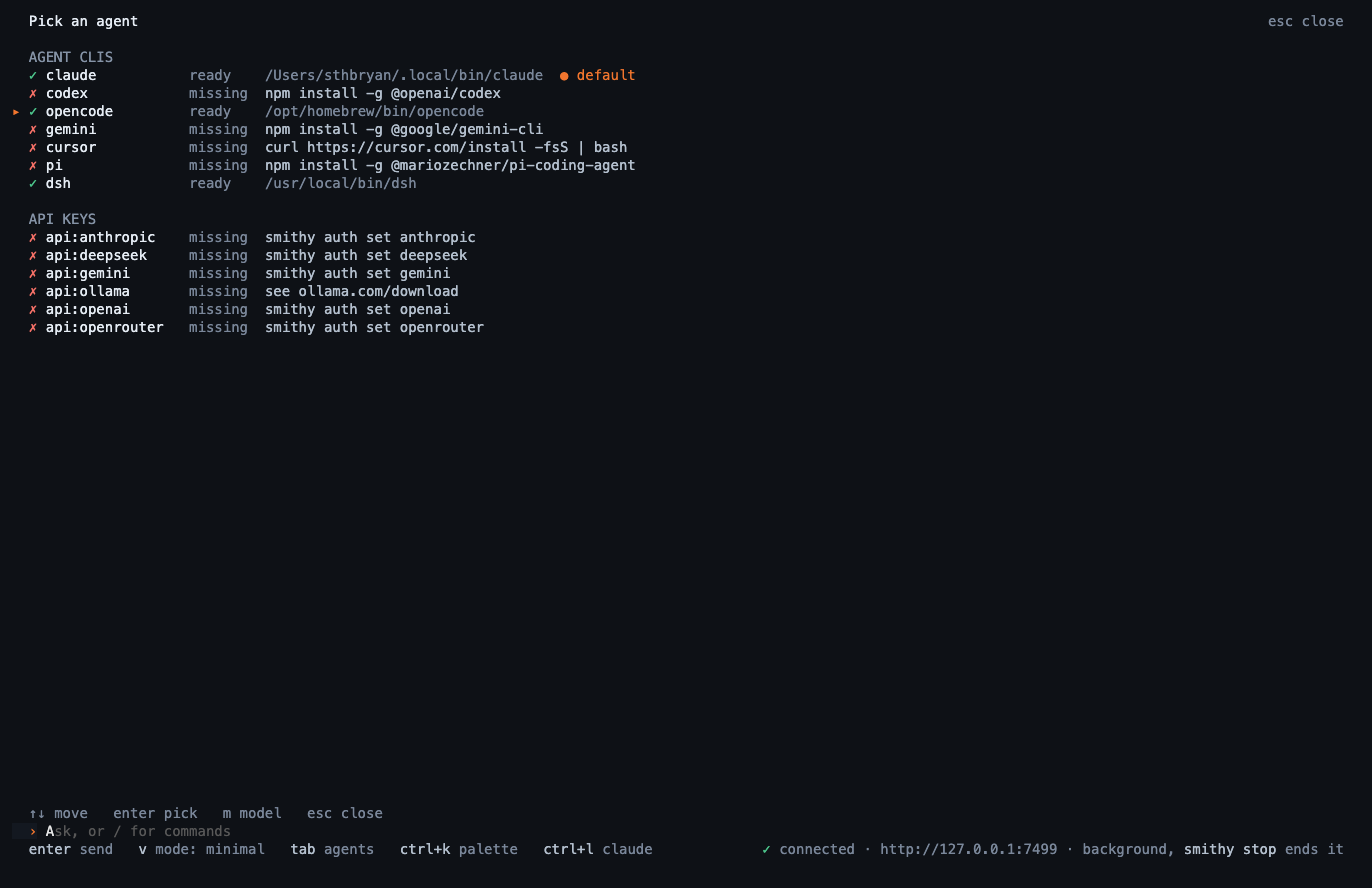 Pick an agent esc close
AGENT CLIS
✓ claude ready /Users/sthbryan/.local/bin/claude ● default
✗ codex missing npm install -g @openai/codex
▸ ✓ opencode ready /opt/homebrew/bin/opencode
✗ gemini missing npm install -g @google/gemini-cli
✗ cursor missing curl https://cursor.com/install -fsS | bash
✗ pi missing npm install -g @mariozechner/pi-coding-agent
✓ dsh ready /usr/local/bin/dsh
API KEYS
✗ api:anthropic missing smithy auth set anthropic
✗ api:deepseek missing smithy auth set deepseek
✗ api:gemini missing smithy auth set gemini
✗ api:ollama missing see ollama.com/download
✗ api:openai missing smithy auth set openai
✗ api:openrouter missing smithy auth set openrouter
↑↓ move enter pick m model esc close
› Ask, or / for commands
enter send v mode: minimal tab agents ctrl+k palette ctrl+l claude ✓ connected · http://127.0.0.1:7499 · background, smithy stop ends it